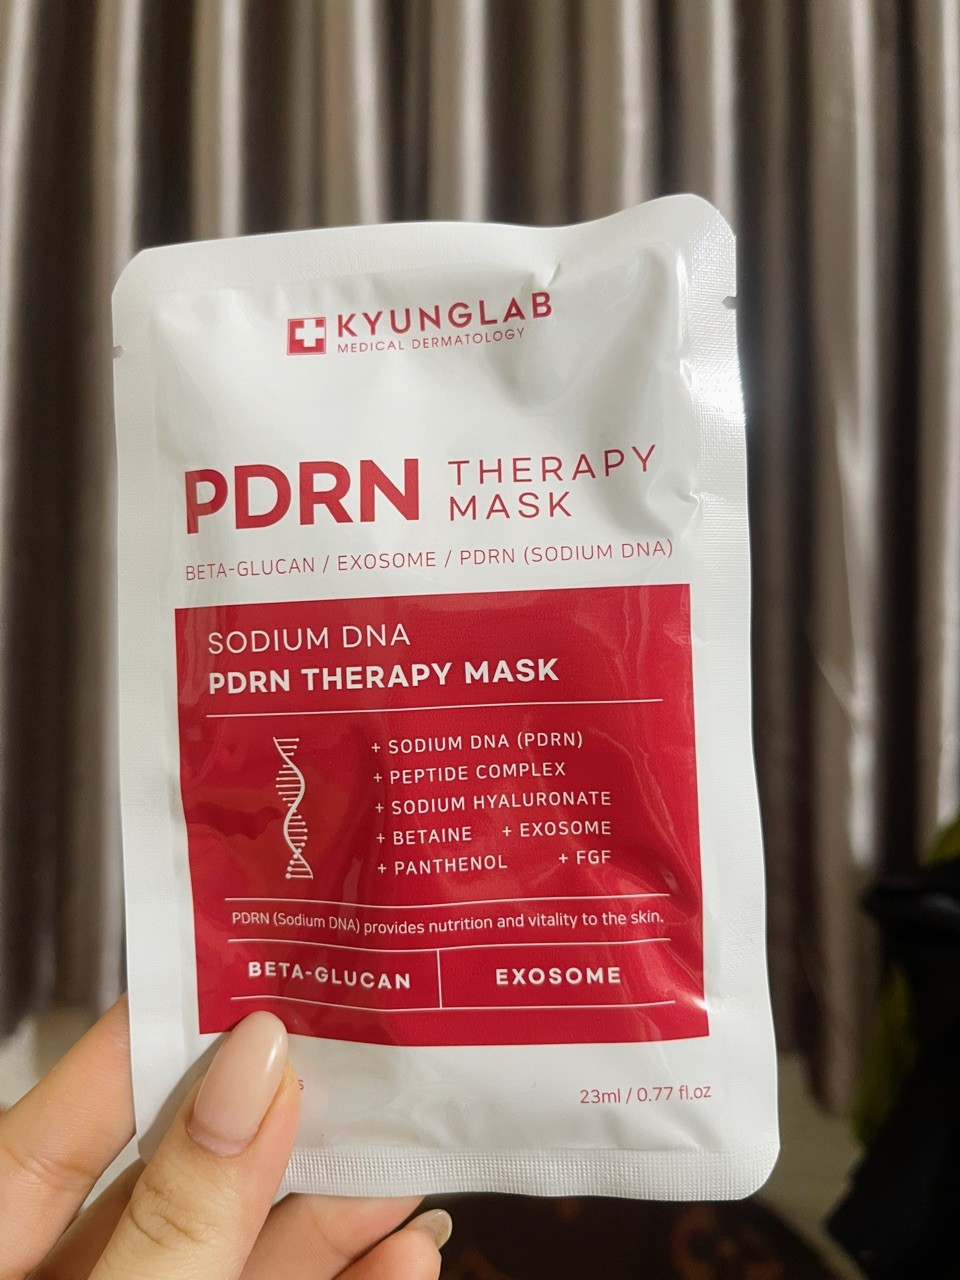 KYUNGLAB
MEDICAL DERMATOLOGY
PDRN THERAPY MASK
BETA-GLUCAN / EXOSOME / PDRN (SODIUM DNA)
SODIUM DNA
PDRN THERAPY MASK
+ SODIUM DNA (PDRN)
+ PEPTIDE COMPLEX
+ SODIUM HYALURONATE
+ BETAINE + EXOSOME
+ PANTHENOL + FGF
PDRN (Sodium DNA) provides nutrition and vitality to the skin.
BETA-GLUCAN EXOSOME
23ml / 0.77 fl.oz